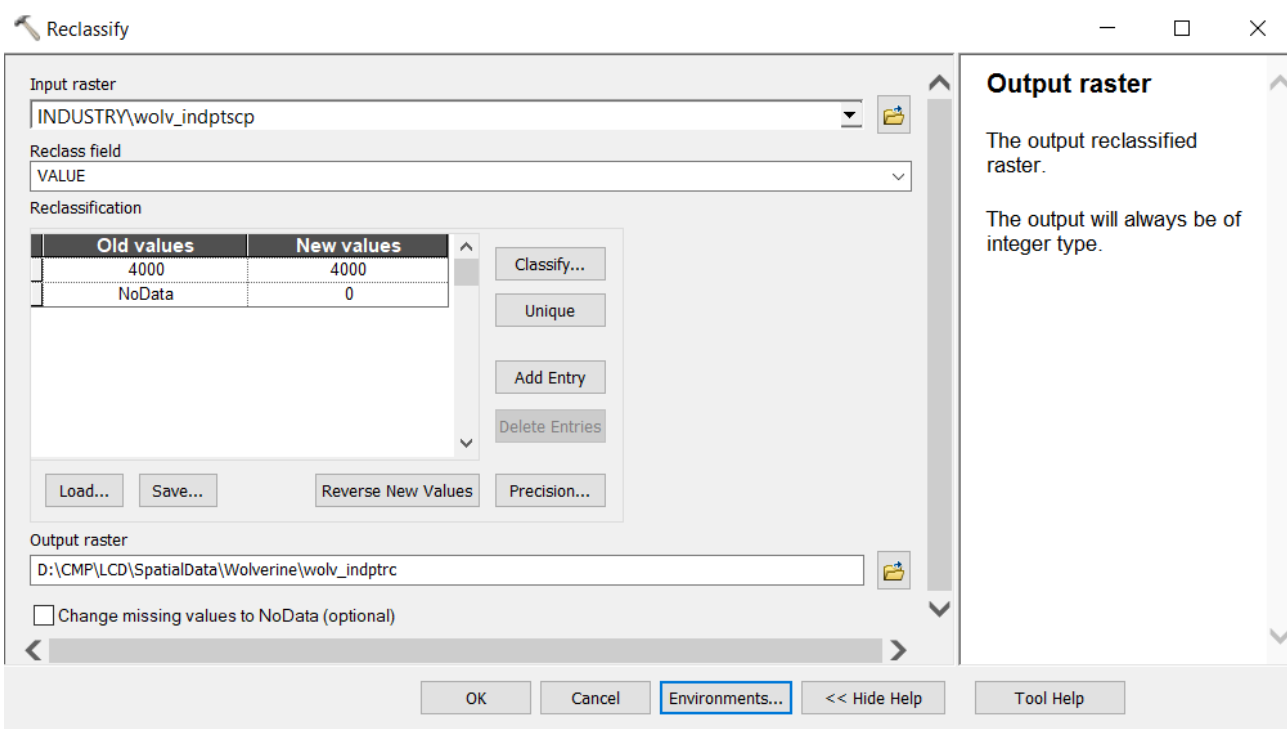 Reclassify
Input raster
INDUSTRY\wolv_indptscp
Reclass field
VALUE
Reclassification
Old values New values
4000 4000
NoData 0
Classify...
Unique
Add Entry
Delete Entries
Load... Save... Reverse New Values Precision...
Output raster
D:\CMP\LCD\SpatialData\Wolverine\wolv_indptrc
Change missing values to NoData (optional)
OK Cancel Environments... << Hide Help Tool Help
Output raster
The output reclassified
raster.
The output will always be of
integer type.